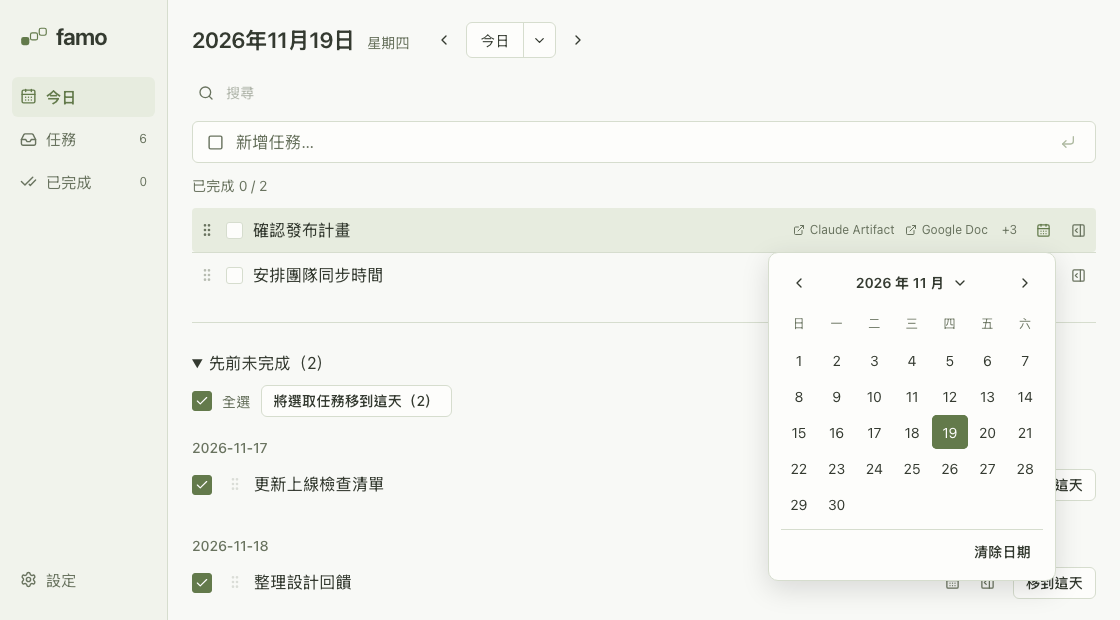 famo
今日
任務 6
已完成 0
設定
2026年11月19日 星期四 今日
搜尋
新增任務...
已完成 0 / 2
確認發布計畫 Claude Artifact Google Doc +3
安排團隊同步時間
先前未完成（2）
全選 將選取任務移到這天（2）
2026-11-17
更新上線檢查清單 這天
2026-11-18
整理設計回饋 移到這天
2026 年 11 月
日 一 二 三 四 五 六
1 2 3 4 5 6 7
8 9 10 11 12 13 14
15 16 17 18 19 20 21
22 23 24 25 26 27 28
29 30
清除日期